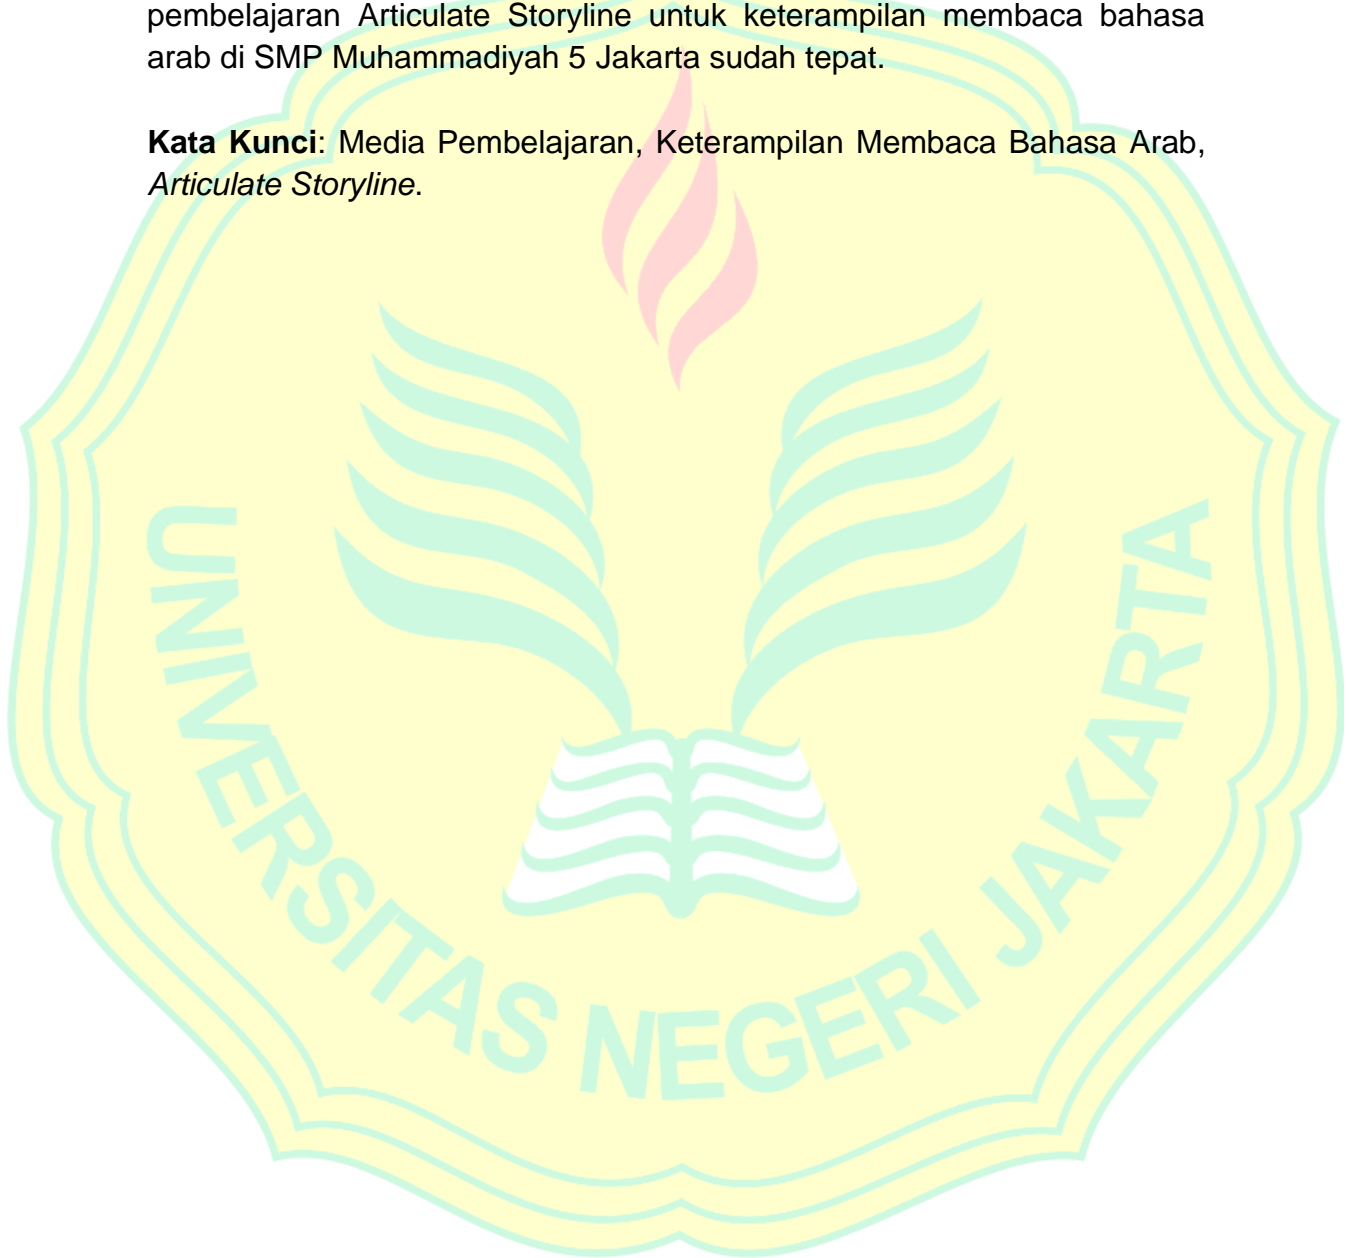 pembelajaran Articulate Storyline untuk keterampilan membaca bahasa
arab di SMP Muhammadiyah 5 Jakarta sudah tepat.
Kata Kunci: Media Pembelajaran, Keterampilan Membaca Bahasa Arab,
Articulate Storyline.
UNIVERSITAS NEGERI JAKARTA